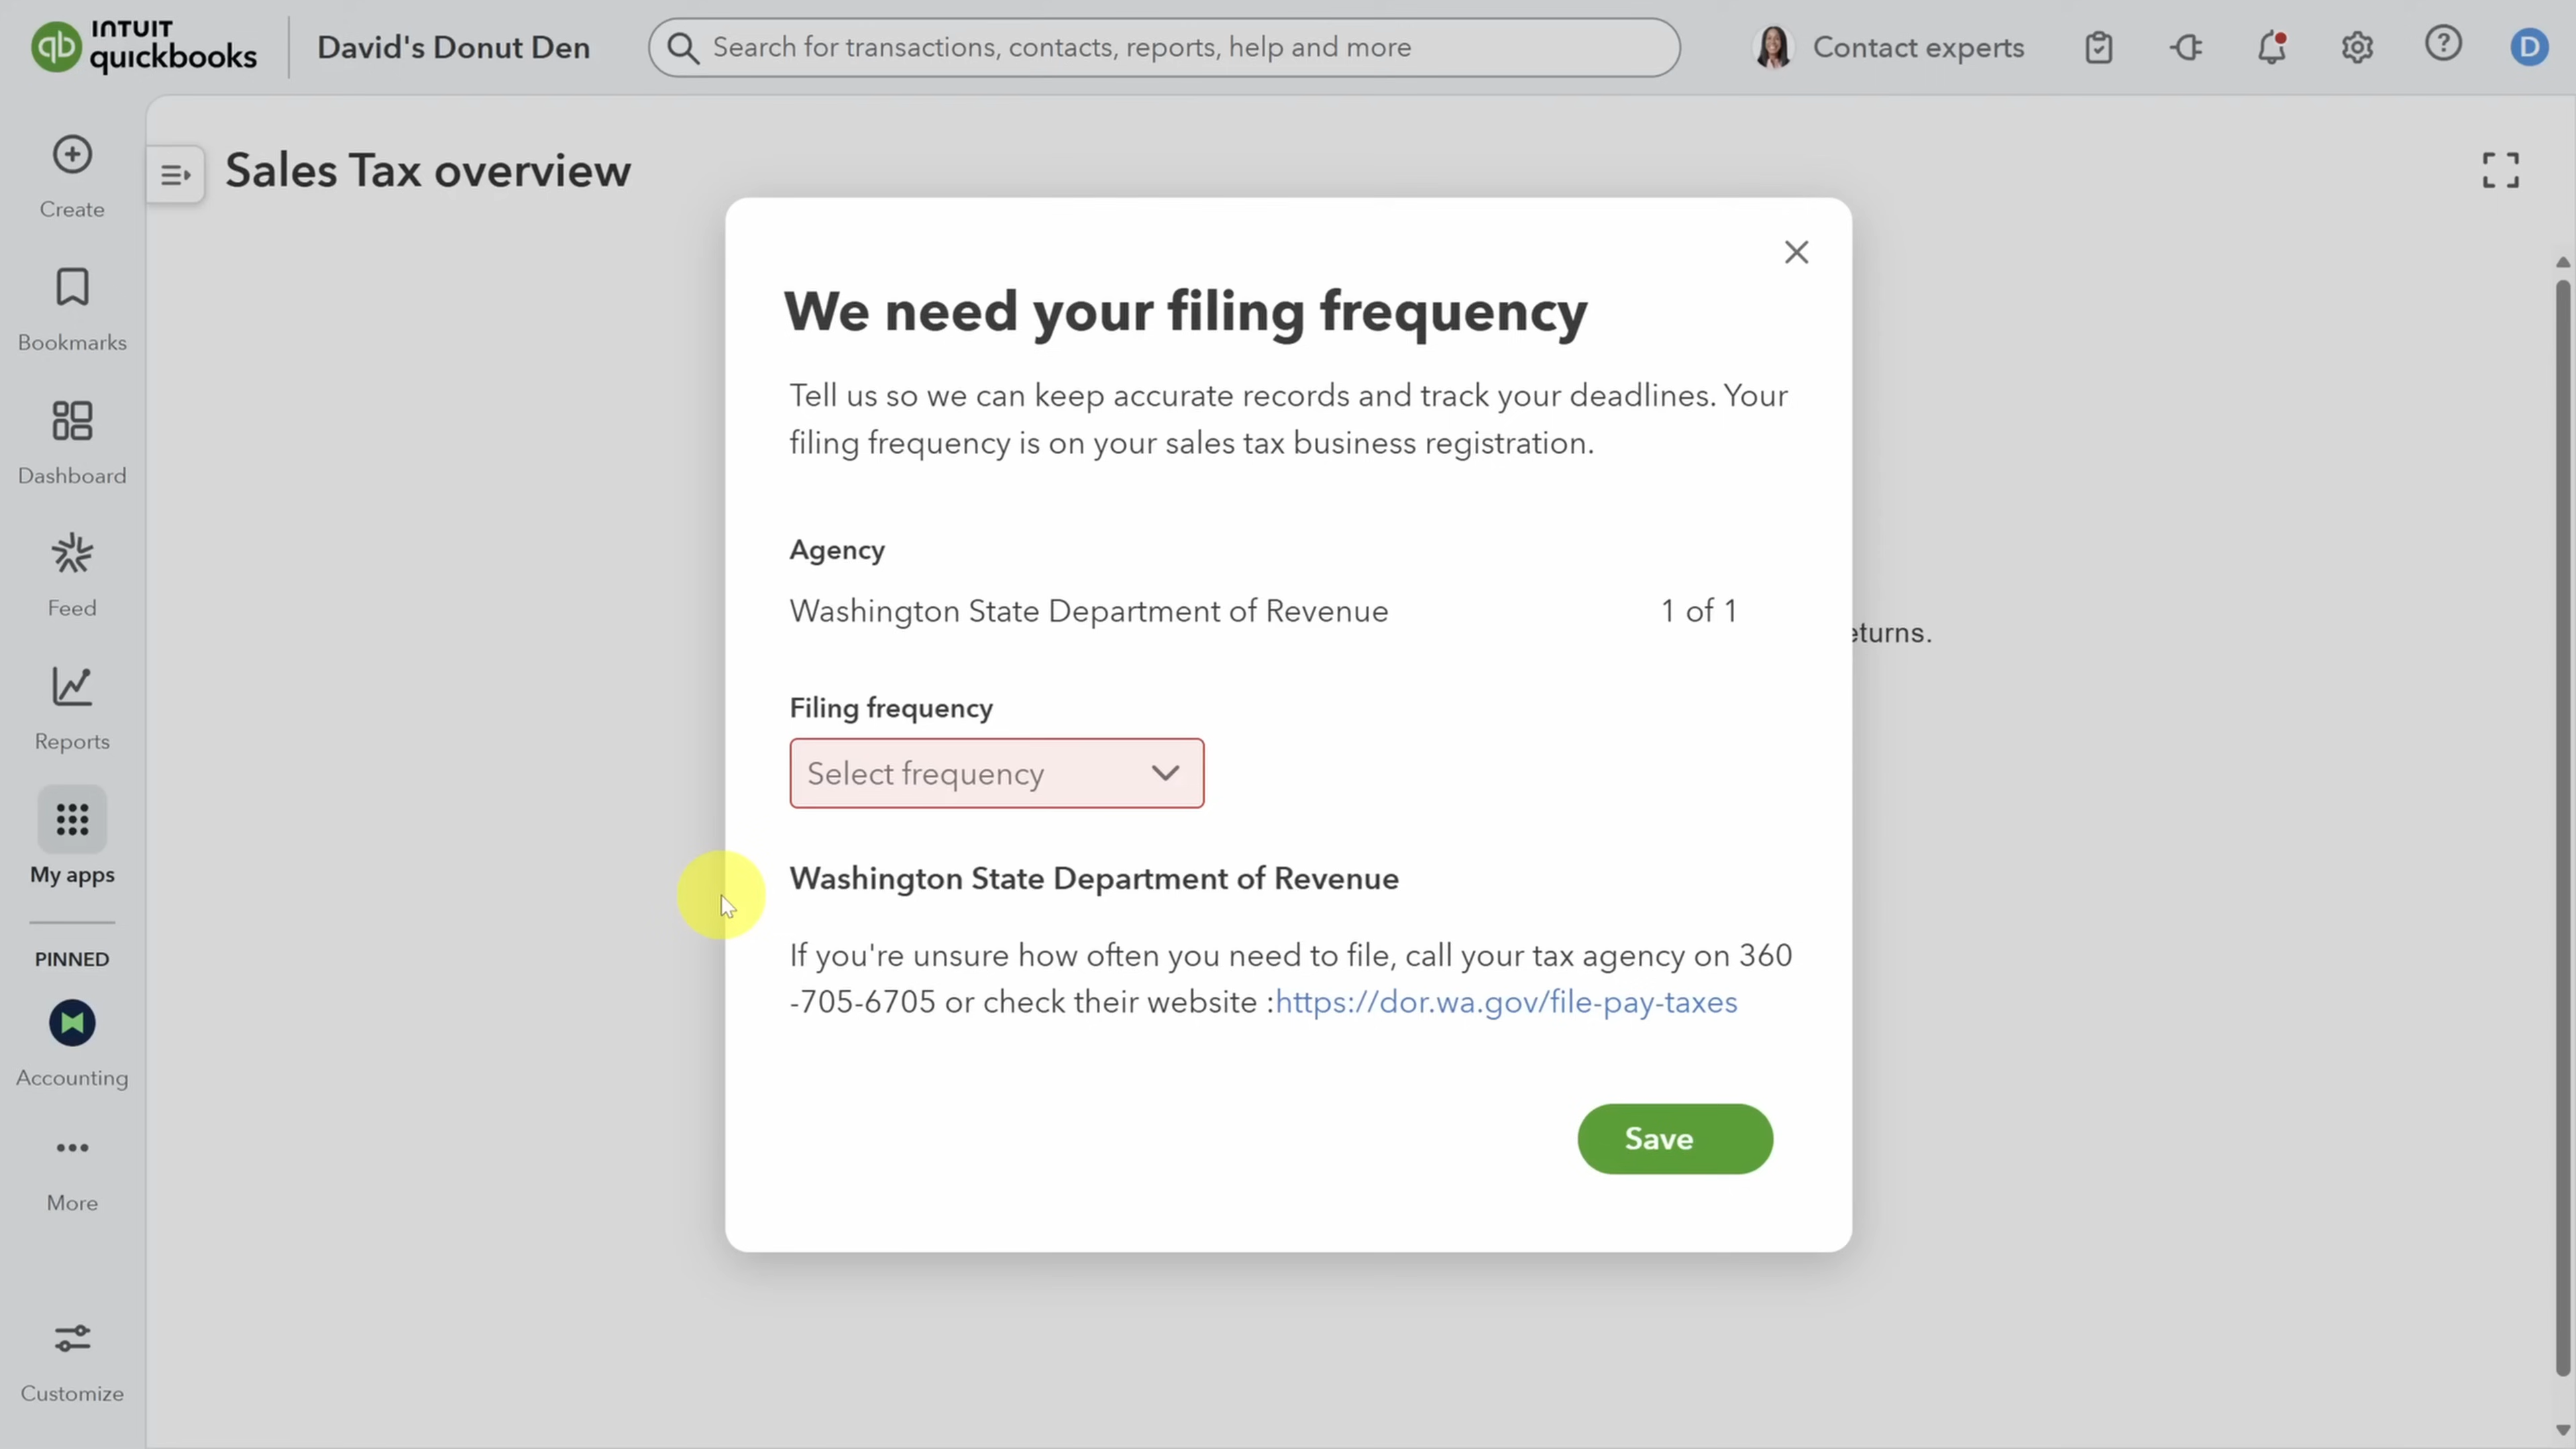 INTUIT
quickbooks
David's Donut Den
Search for transactions, contacts, reports, help and more
Contact experts
D
Create
Bookmarks
Dashboard
Feed
Reports
My apps
PINNED
Accounting
More
Customize
Sales Tax overview
We need your filing frequency
Tell us so we can keep accurate records and track your deadlines. Your
filing frequency is on your sales tax business registration.
Agency
Washington State Department of Revenue 1 of 1
eturns.
Filing frequency
Select frequency
Washington State Department of Revenue
If you're unsure how often you need to file, call your tax agency on 360
-705-6705 or check their website :https://dor.wa.gov/file-pay-taxes
Save